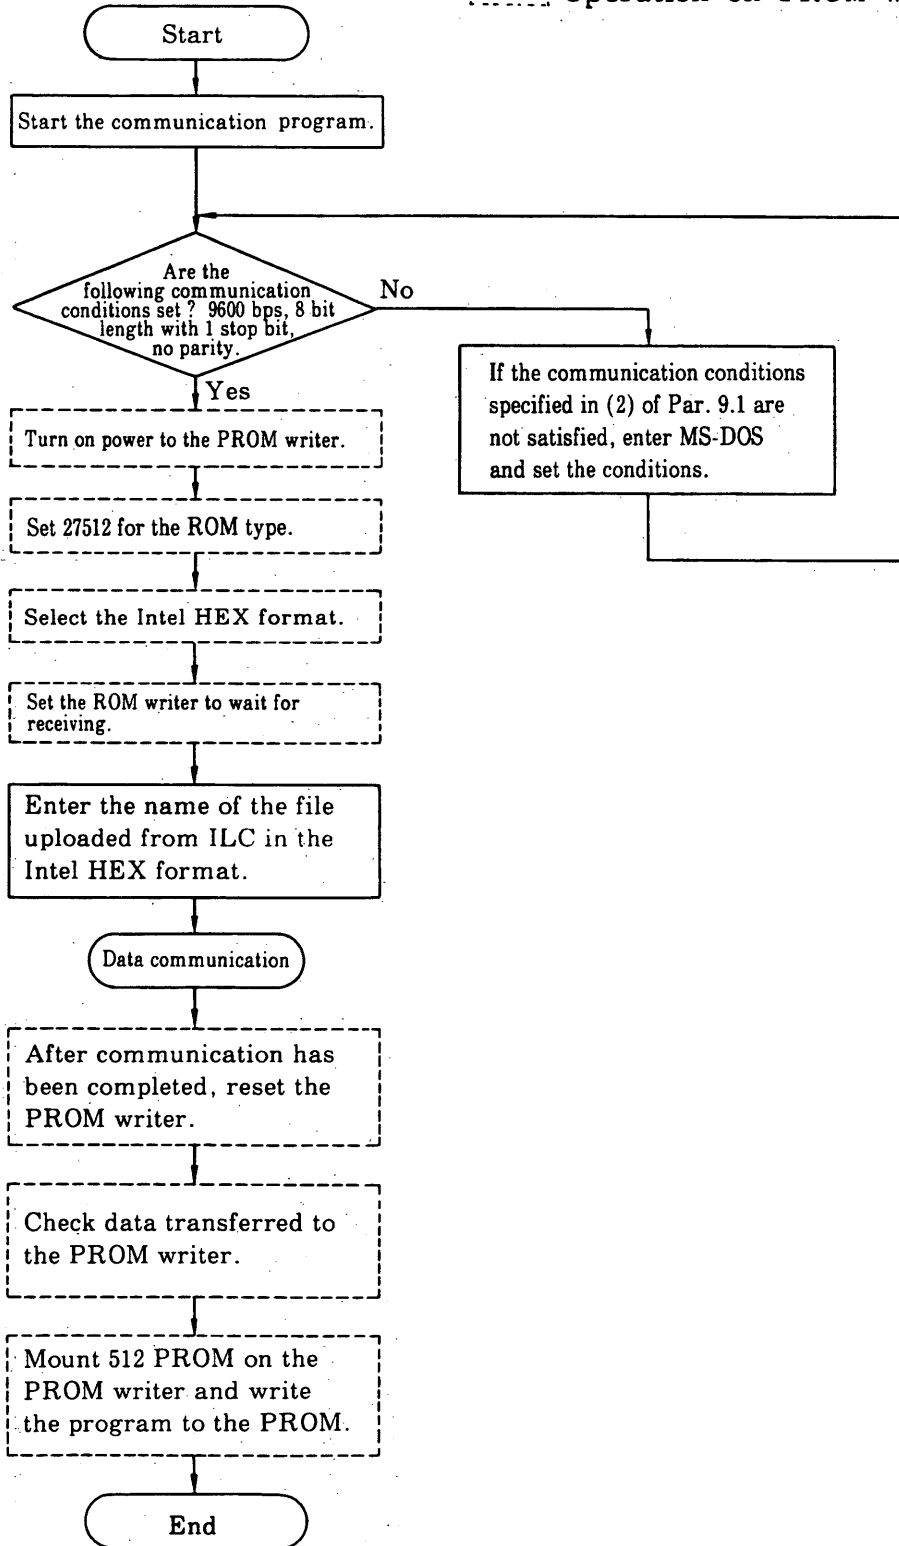 Operation on PROM
Start
Start the communication program.
Are the
following communication
conditions set ? 9600 bps, 8 bit
length with 1 stop bit,
no parity.
No
Yes
If the communication conditions
specified in (2) of Par. 9.1 are
not satisfied, enter MS-DOS
and set the conditions.
Turn on power to the PROM writer.
Set 27512 for the ROM type.
Select the Intel HEX format.
Set the ROM writer to wait for
receiving.
Enter the name of the file
uploaded from ILC in the
Intel HEX format.
Data communication
After communication has
been completed, reset the
PROM writer.
Check data transferred to
the PROM writer.
Mount 512 PROM on the
PROM writer and write
the program to the PROM.
End